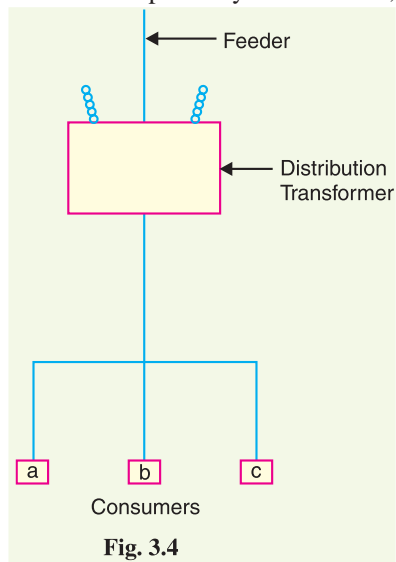 Feeder
Distribution
Transformer
a b c
Consumers
Fig. 3.4